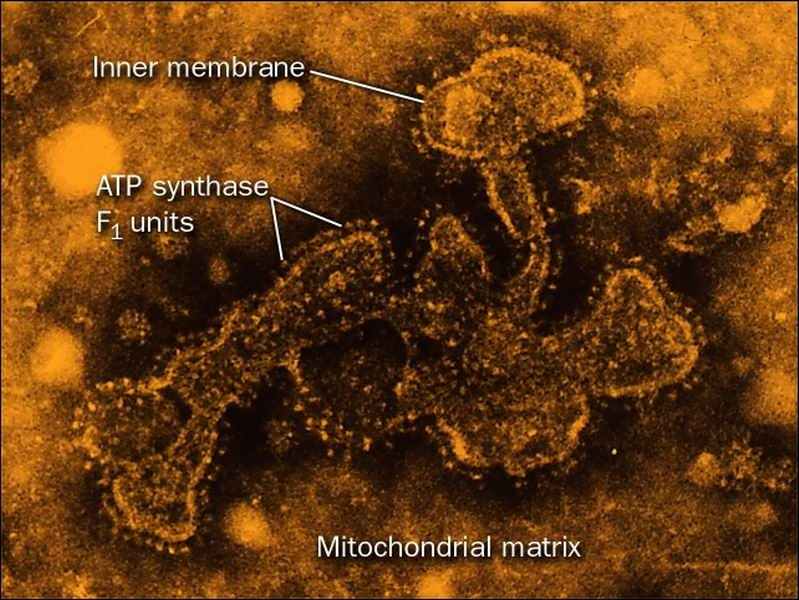 Inner membrane
ATP synthase
F₁ units
Mitochondrial matrix